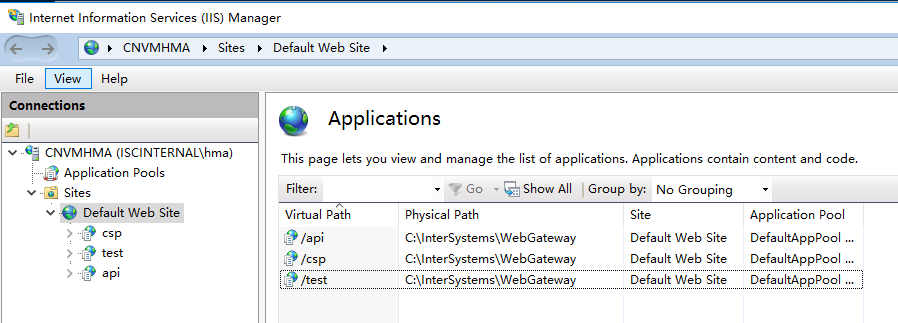 Internet Information Services (IIS) Manager
CNVMHMA Sites Default Web Site
File View Help
Connections
CNVMHMA (ISCINTERNAL\hma)
Application Pools
Sites
Default Web Site
csp
test
api
Applications
This page lets you view and manage the list of applications. Applications contain content and code.
Filter: Go Show All Group by: No Grouping
Virtual Path Physical Path Site Application Pool
/api C:\InterSystems\WebGateway Default Web Site DefaultAppPool ...
/csp C:\InterSystems\WebGateway Default Web Site DefaultAppPool ...
/test C:\InterSystems\WebGateway Default Web Site DefaultAppPool ...